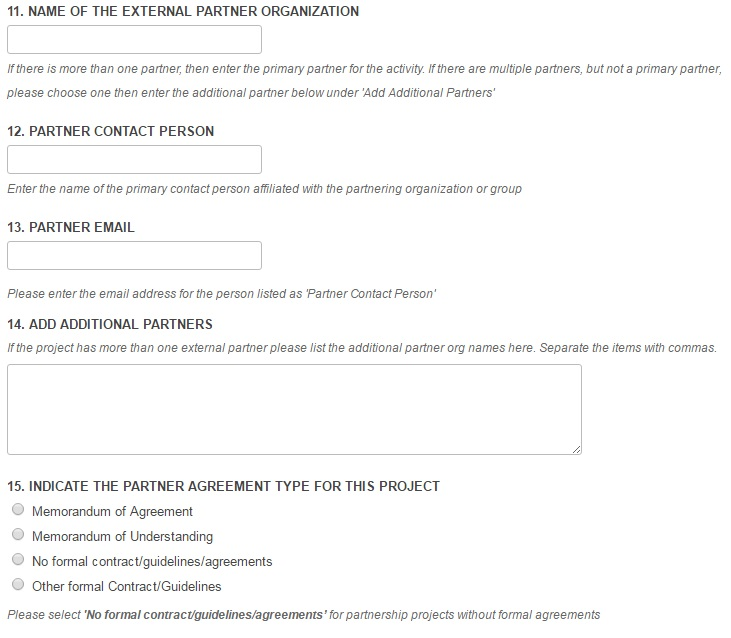 11. NAME OF THE EXTERNAL PARTNER ORGANIZATION
If there is more than one partner, then enter the primary partner for the activity. If there are multiple partners, but not a primary partner,
please choose one then enter the additional partner below under 'Add Additional Partners'
12. PARTNER CONTACT PERSON
Enter the name of the primary contact person affiliated with the partnering organization or group
13. PARTNER EMAIL
Please enter the email address for the person listed as 'Partner Contact Person'
14. ADD ADDITIONAL PARTNERS
If the project has more than one external partner please list the additional partner org names here. Separate the items with commas.
15. INDICATE THE PARTNER AGREEMENT TYPE FOR THIS PROJECT
Memorandum of Agreement
Memorandum of Understanding
No formal contract/guidelines/agreements
Other formal Contract/Guidelines
Please select 'No formal contract/guidelines/agreements' for partnership projects without formal agreements